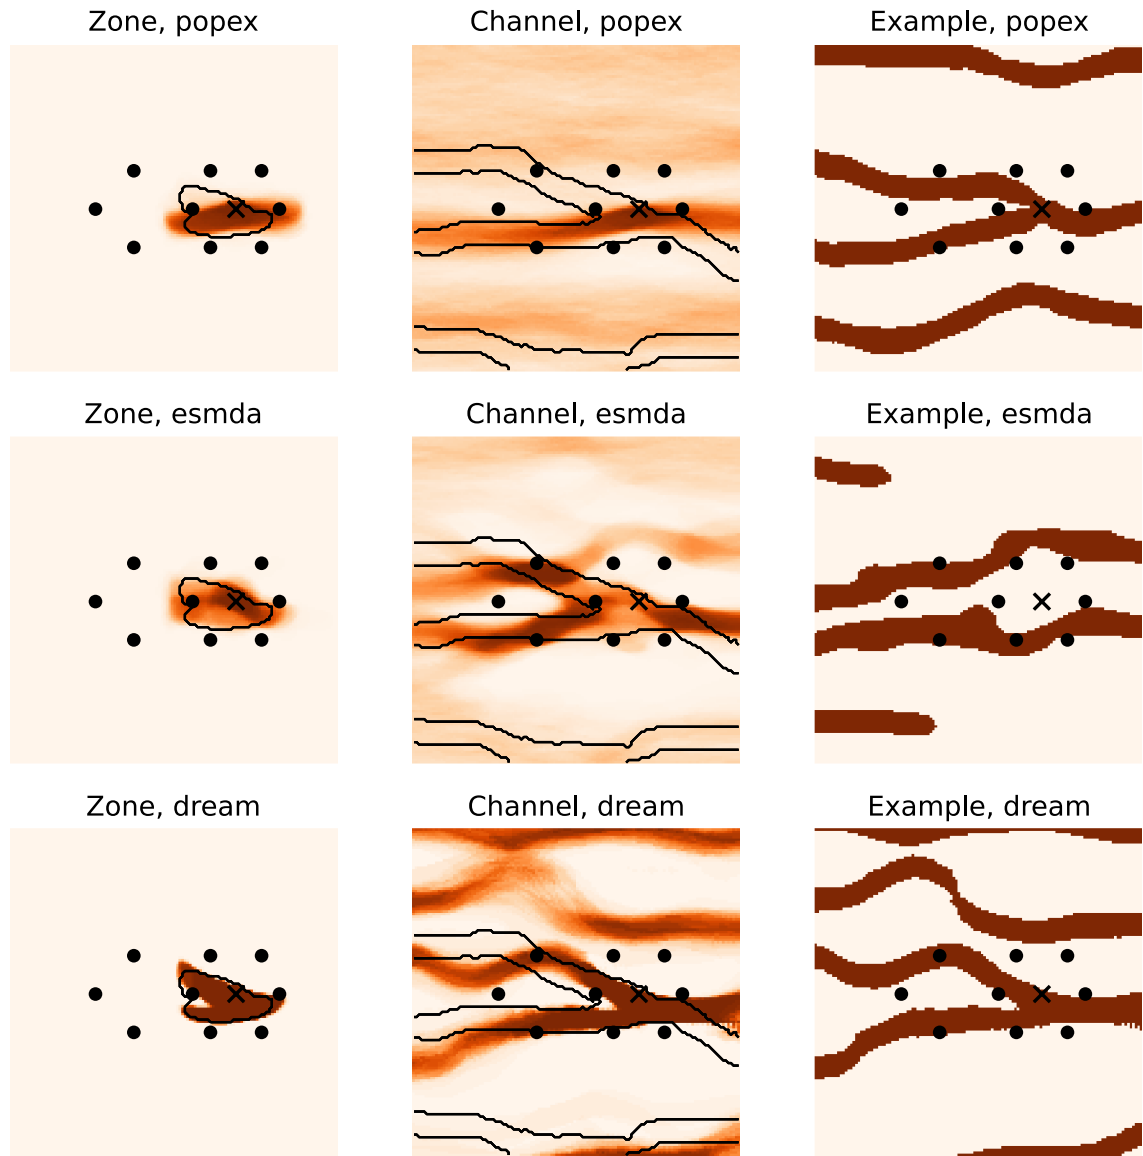 Zone, popex
Channel, popex
Example, popex
Zone, esmda
Channel, esmda
Example, esmda
Zone, dream
Channel, dream
Example, dream